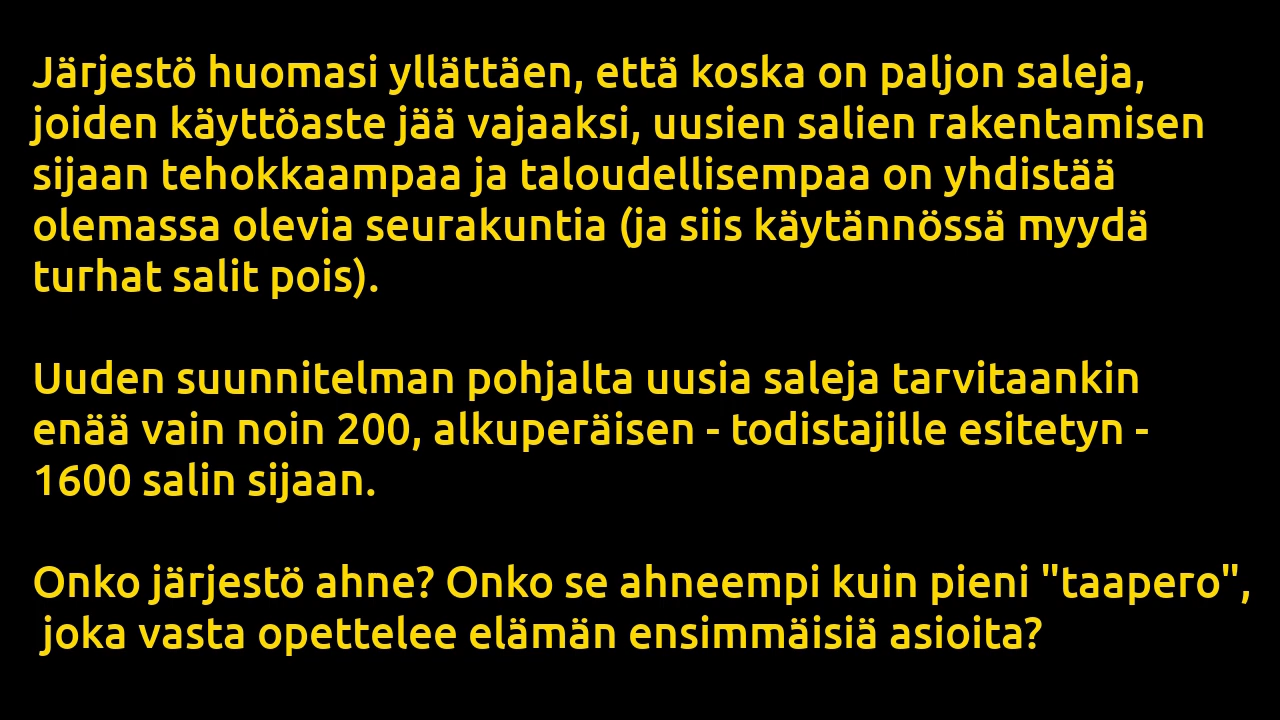 Järjestö huomasi yllättäen, että koska on paljon saleja,
joiden käyttöaste jää vajaaksi, uusien salien rakentamisen
sijaan tehokkaampaa ja taloudellisempaa on yhdistää
olemassa olevia seurakuntia (ja siis käytännössä myydä
turhat salit pois).
Uuden suunnitelman pohjalta uusia saleja tarvitaankin
enää vain noin 200, alkuperäisen - todistajille esitetyn -
1600 salin sijaan.
Onko järjestö ahne? Onko se ahneempi kuin pieni "taapero",
joka vasta opettelee elämän ensimmäisiä asioita?